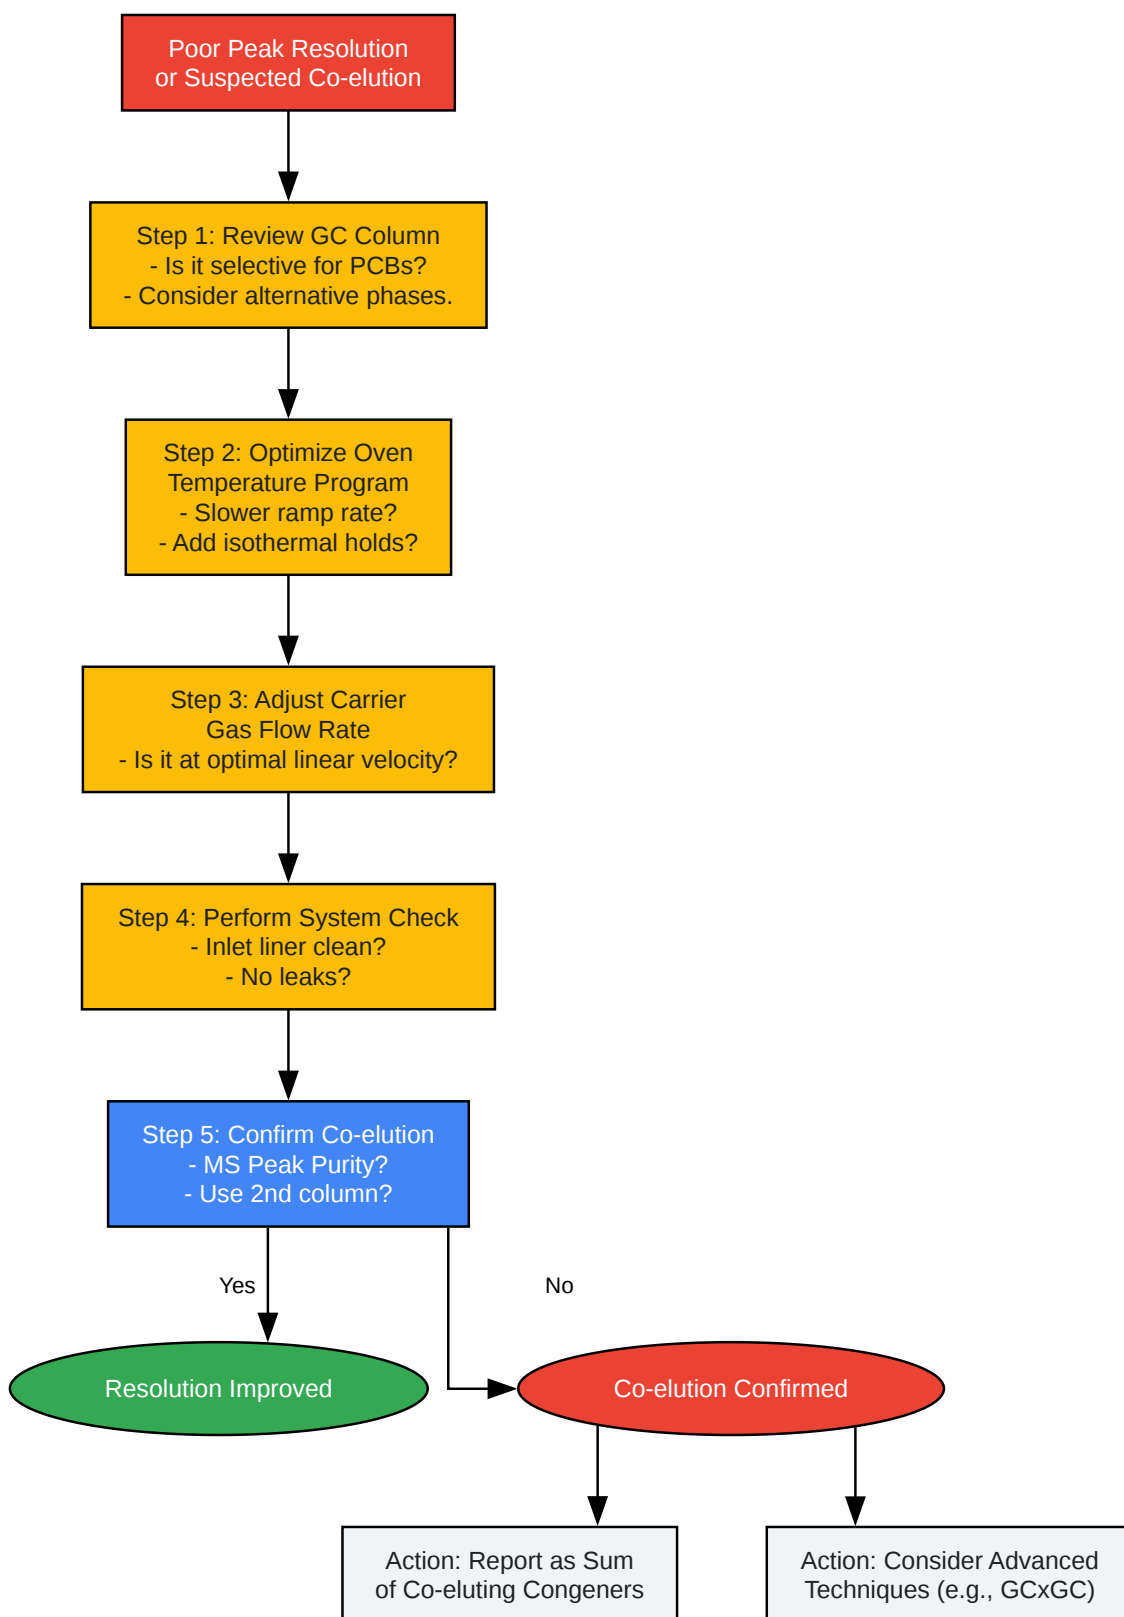 Poor Peak Resolution
or Suspected Co-elution
Step 1: Review GC Column
- Is it selective for PCBs?
- Consider alternative phases.
Step 2: Optimize Oven
Temperature Program
- Slower ramp rate?
- Add isothermal holds?
Step 3: Adjust Carrier
Gas Flow Rate
- Is it at optimal linear velocity?
Step 4: Perform System Check
- Inlet liner clean?
- No leaks?
Step 5: Confirm Co-elution
- MS Peak Purity?
- Use 2nd column?
Yes
No
Resolution Improved
Co-elution Confirmed
Action: Report as Sum
of Co-eluting Congeners
Action: Consider Advanced
Techniques (e.g., GCxGC)